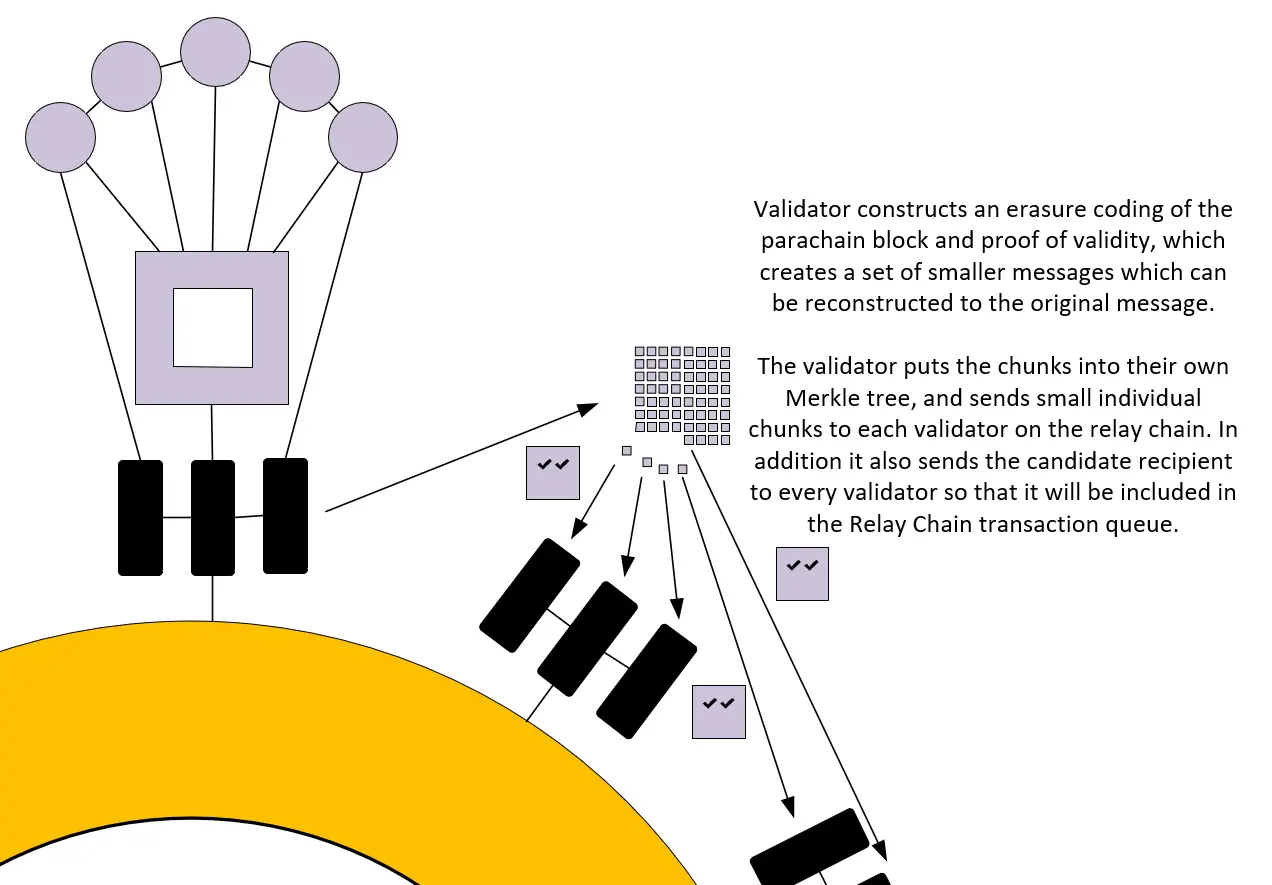 Validator constructs an erasure coding of the
parachain block and proof of validity, which
creates a set of smaller messages which can
be reconstructed to the original message.
The validator puts the chunks into their own
Merkle tree, and sends small individual
chunks to each validator on the relay chain. In
addition it also sends the candidate recipient
to every validator so that it will be included in
the Relay Chain transaction queue.